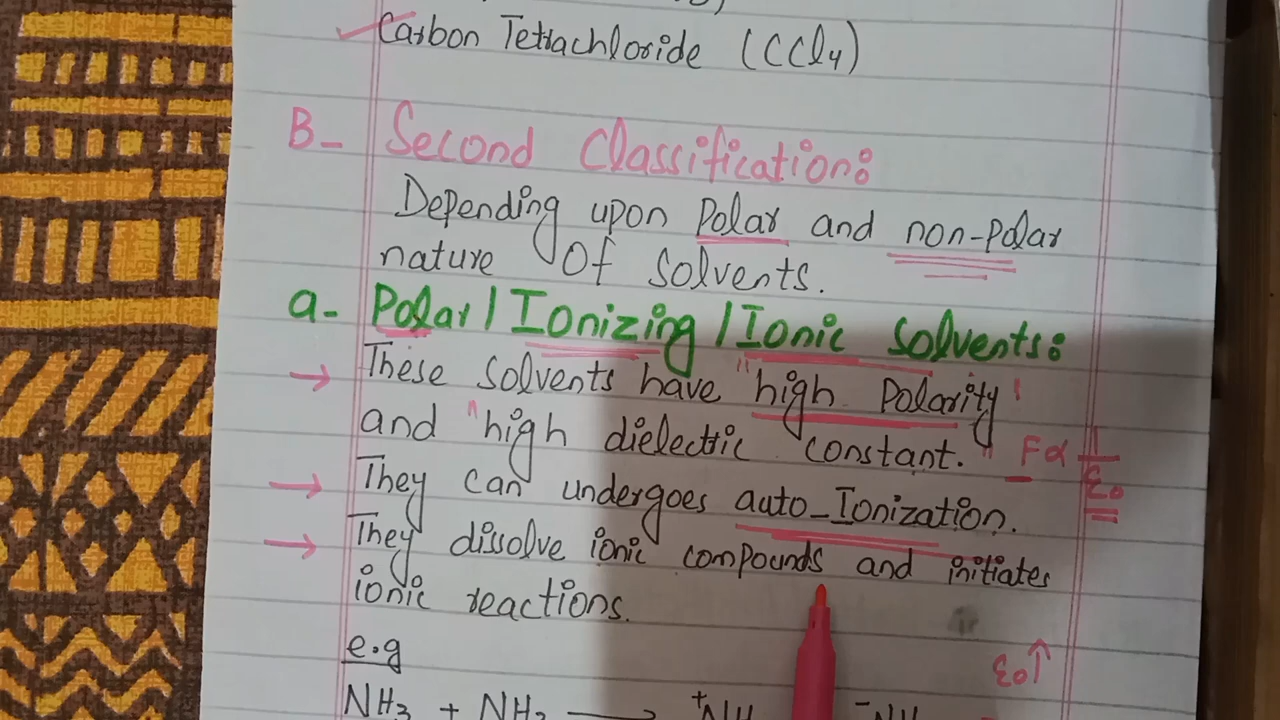 Carbon Tetrachloride (CCl4)
B- Second Classification:
Depending upon Polar and non-polar
nature of Solvents.
a- Polar/Ionizing/Ionic Solvents:
→ These solvents have "high Polarity"
and "high dielectric constant." F∝ 1/ε0
→ They can undergoes auto-Ionization.
→ They dissolve ionic compounds and initiates
ionic reactions.
ε0↑
e.g
NH3 + NH3 → +NH -NH